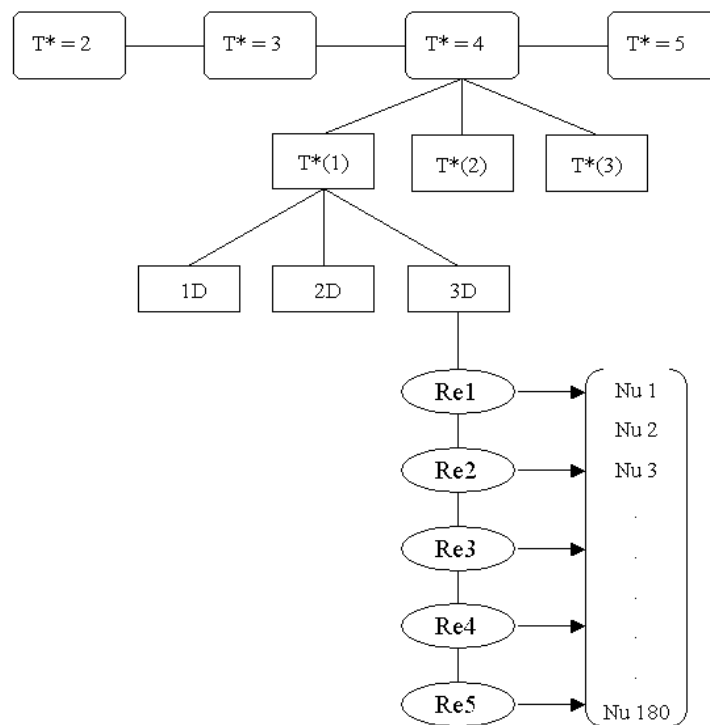 T* = 2
T* = 3
T* = 4
T* = 5
T*(1)
T*(2)
T*(3)
1D
2D
3D
Re1
Nu 1
Nu 2
Re2
Nu 3
.
Re3
.
.
Re4
.
.
Re5
Nu 180